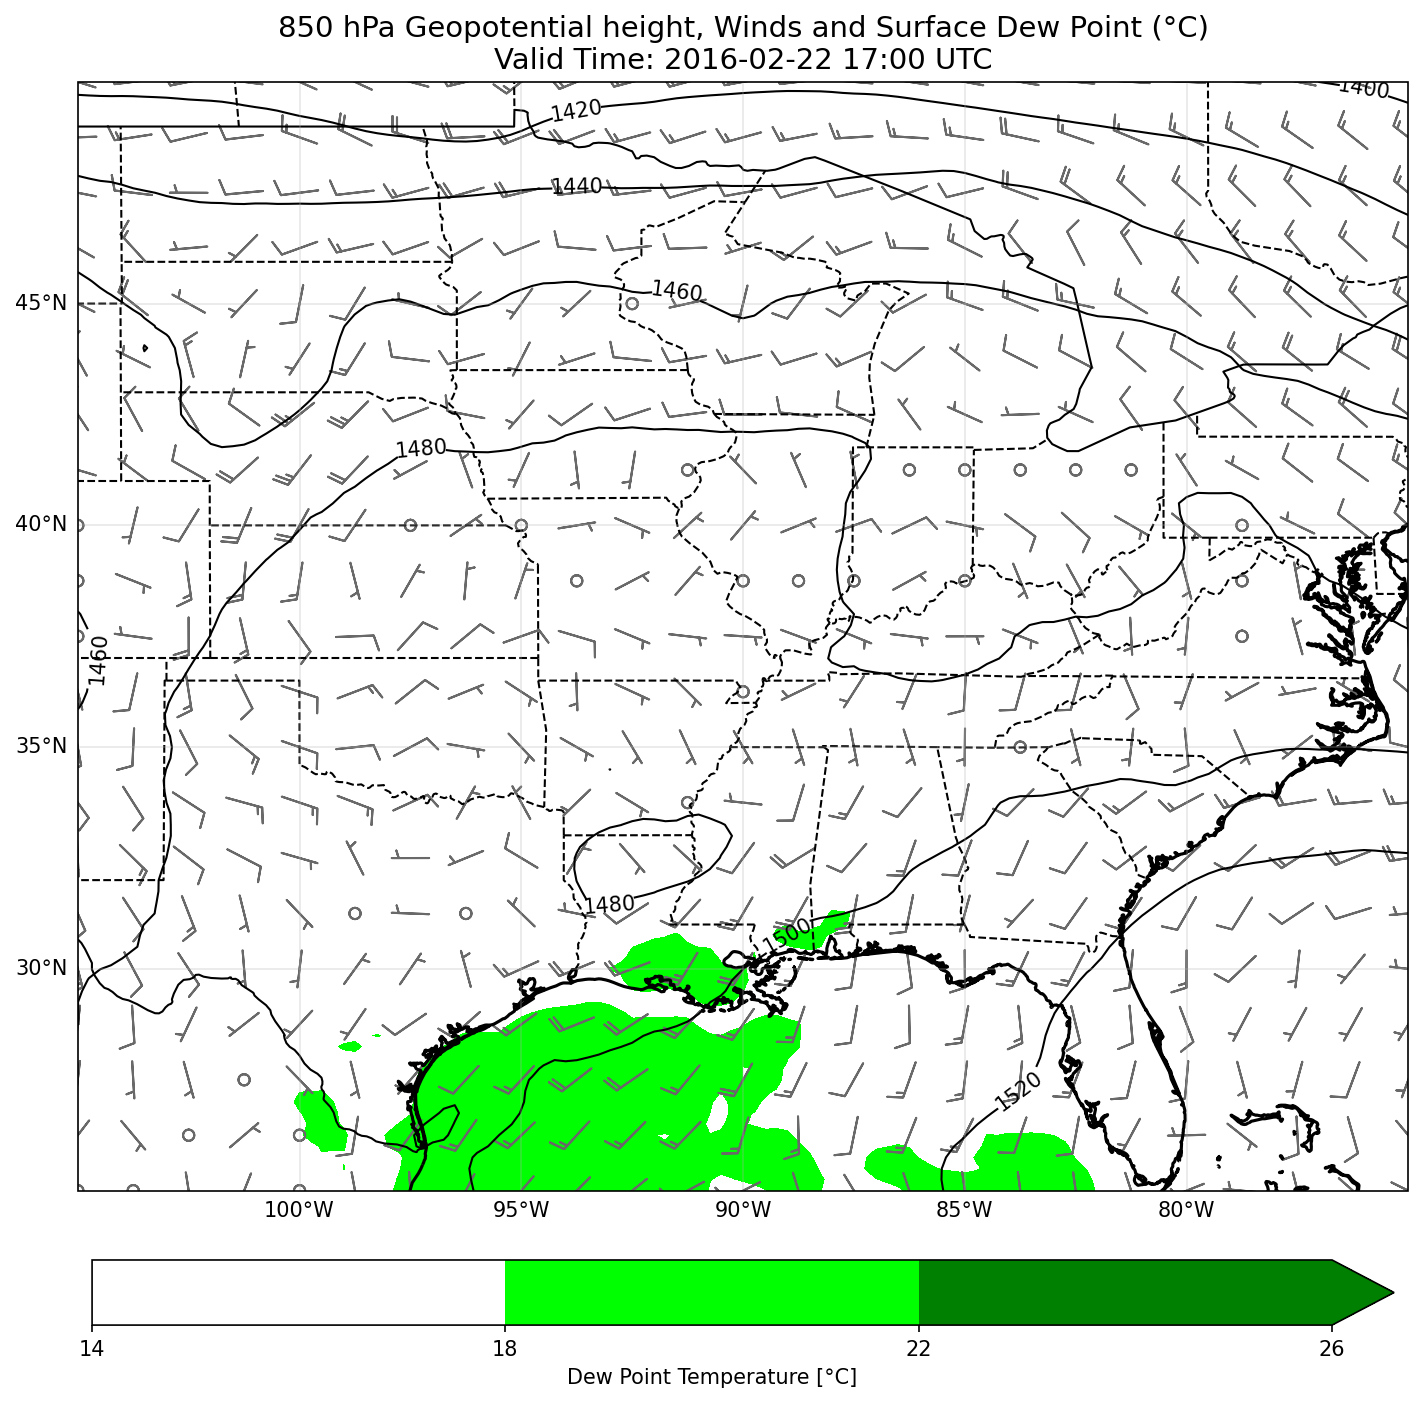 850 hPa Geopotential height, Winds and Surface Dew Point (°C)
Valid Time: 2016-02-22 17:00 UTC
1400
1420
1440
1460
45°N
1480
40°N
1460
35°N
1480
1500
30°N
1520
100°W 95°W 90°W 85°W 80°W
14 18 22 26
Dew Point Temperature [°C]